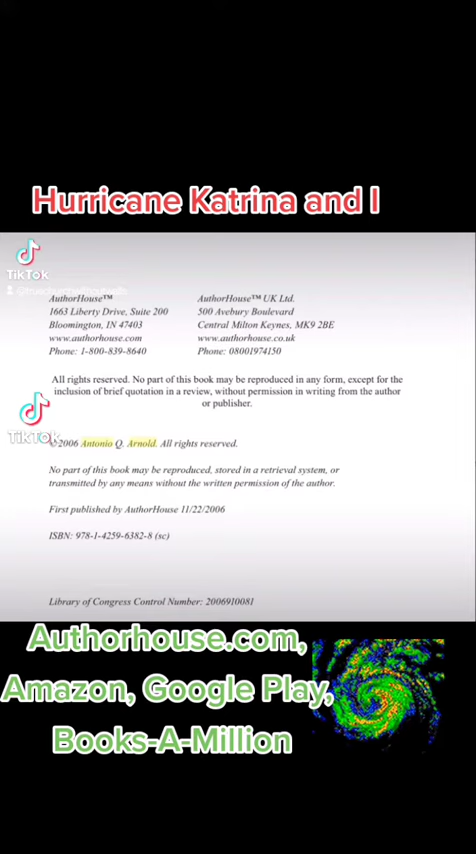 Hurricane Katrina and I
TikTok
AuthorHouse™
1663 Liberty Drive, Suite 200
Bloomington, IN 47403
www.authorhouse.com
Phone: 1-800-839-8640
AuthorHouse™ UK Ltd.
500 Avebury Boulevard
Central Milton Keynes, MK9 2BE
www.authorhouse.co.uk
Phone: 08001974150
All rights reserved. No part of this book may be reproduced in any form, except for the
inclusion of brief quotation in a review, without permission in writing from the author
or publisher.
TikTok
©2006 Antonio Q. Arnold. All rights reserved.
No part of this book may be reproduced, stored in a retrieval system, or
transmitted by any means without the written permission of the author.
First published by AuthorHouse 11/22/2006
ISBN: 978-1-4259-6382-8 (sc)
Library of Congress Control Number: 2006910081
Authorhouse.com,
Amazon, Google Play,
Books-A-Million